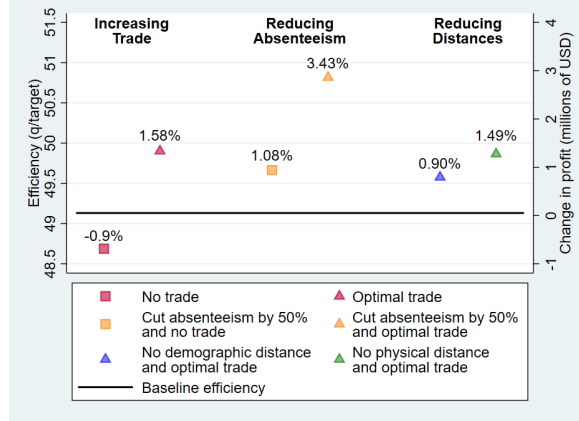 Increasing
Trade
Reducing
Absenteeism
Reducing
Distances
Efficiency (q/target)
51.5
51
50.5
50
49.5
49
48.5
Change in profit (millions of USD)
4
3
2
1
0
-1
3.43%
1.58%
1.08%
0.90%
1.49%
-0.9%
No trade
Optimal trade
Cut absenteeism by 50%
and no trade
Cut absenteeism by 50%
and optimal trade
No demographic distance
and optimal trade
No physical distance
and optimal trade
Baseline efficiency